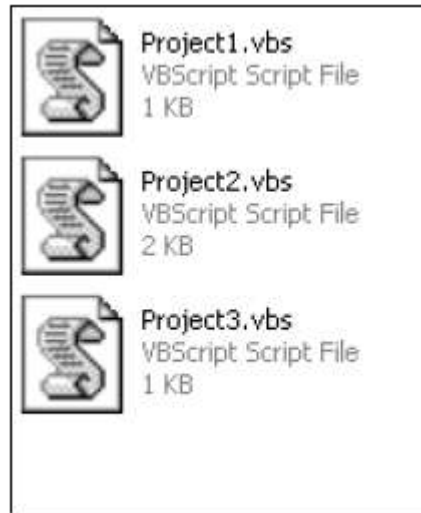 Project1.vbs
VBScript Script File
1 KB
Project2.vbs
VBScript Script File
2 KB
Project3.vbs
VBScript Script File
1 KB